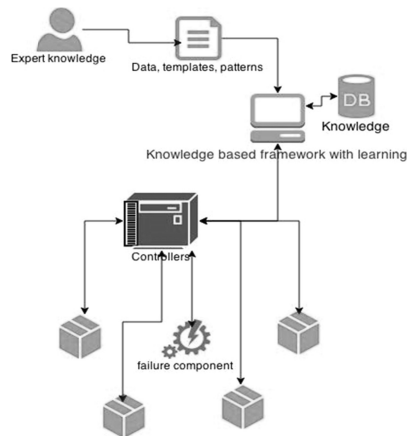 Expert knowledge
Data, templates, patterns
DB
Knowledge
Knowledge based framework with learning
Controllers
failure component